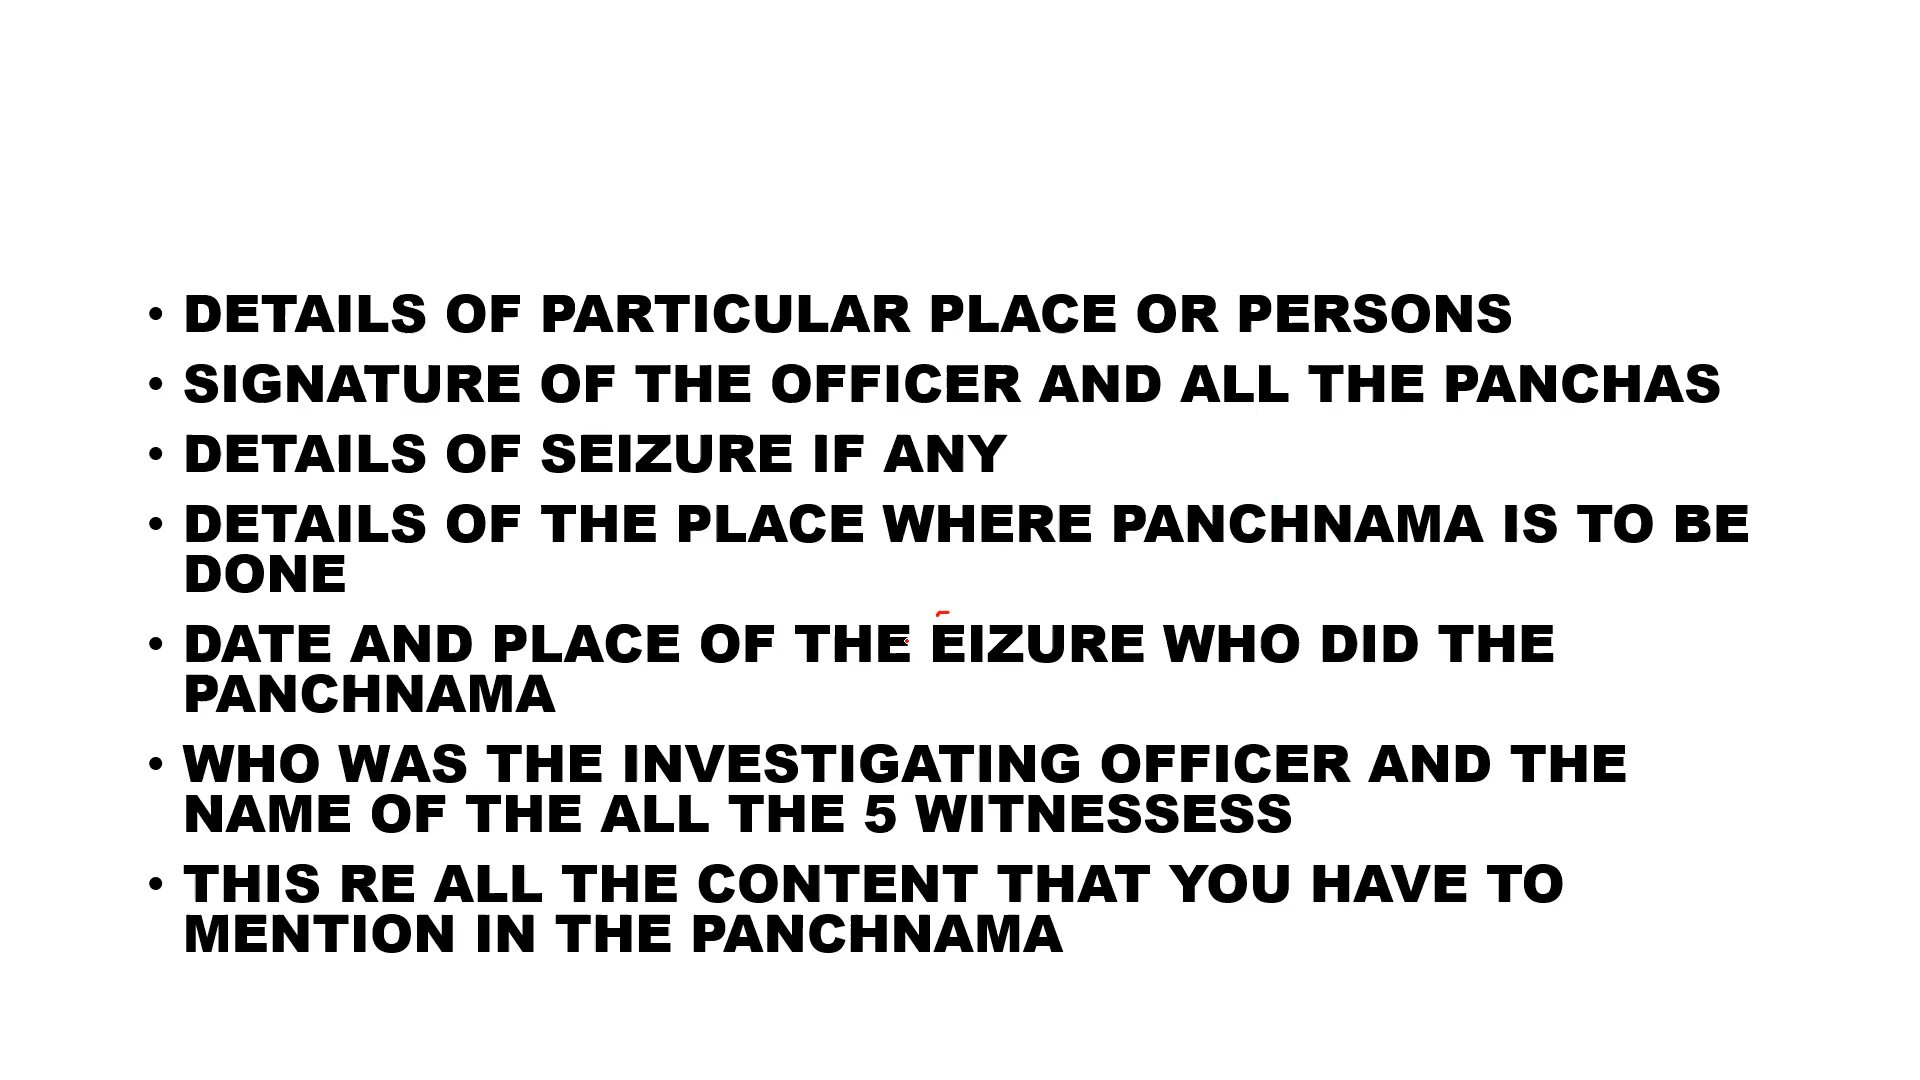 • DETAILS OF PARTICULAR PLACE OR PERSONS
• SIGNATURE OF THE OFFICER AND ALL THE PANCHAS
• DETAILS OF SEIZURE IF ANY
• DETAILS OF THE PLACE WHERE PANCHNAMA IS TO BE
DONE
• DATE AND PLACE OF THE EIZURE WHO DID THE
PANCHNAMA
• WHO WAS THE INVESTIGATING OFFICER AND THE
NAME OF THE ALL THE 5 WITNESSESS
• THIS RE ALL THE CONTENT THAT YOU HAVE TO
MENTION IN THE PANCHNAMA